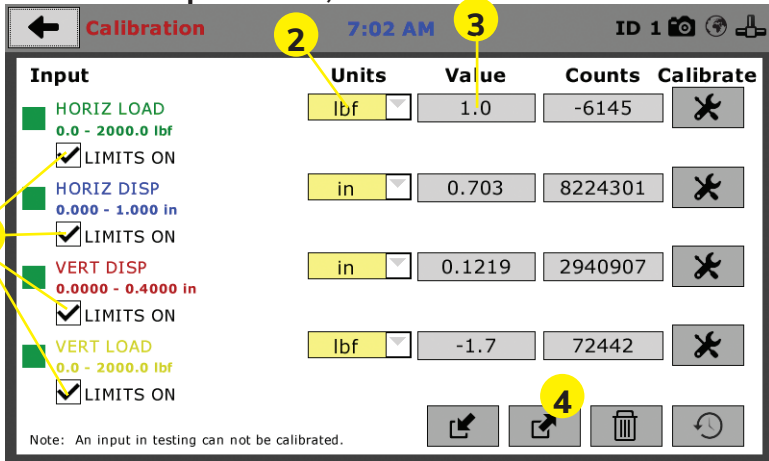 Calibration 7:02 AM ID 1
2 3
Input Units Value Counts Calibrate
HORIZ LOAD lbf 1.0 -6145
0.0 - 2000.0 lbf
LIMITS ON
HORIZ DISP in 0.703 8224301
0.000 - 1.000 in
LIMITS ON
VERT DISP in 0.1219 2940907
0.0000 - 0.4000 in
LIMITS ON
VERT LOAD lbf -1.7 72442
0.0 - 2000.0 lbf
LIMITS ON
4
Note: An input in testing can not be calibrated.